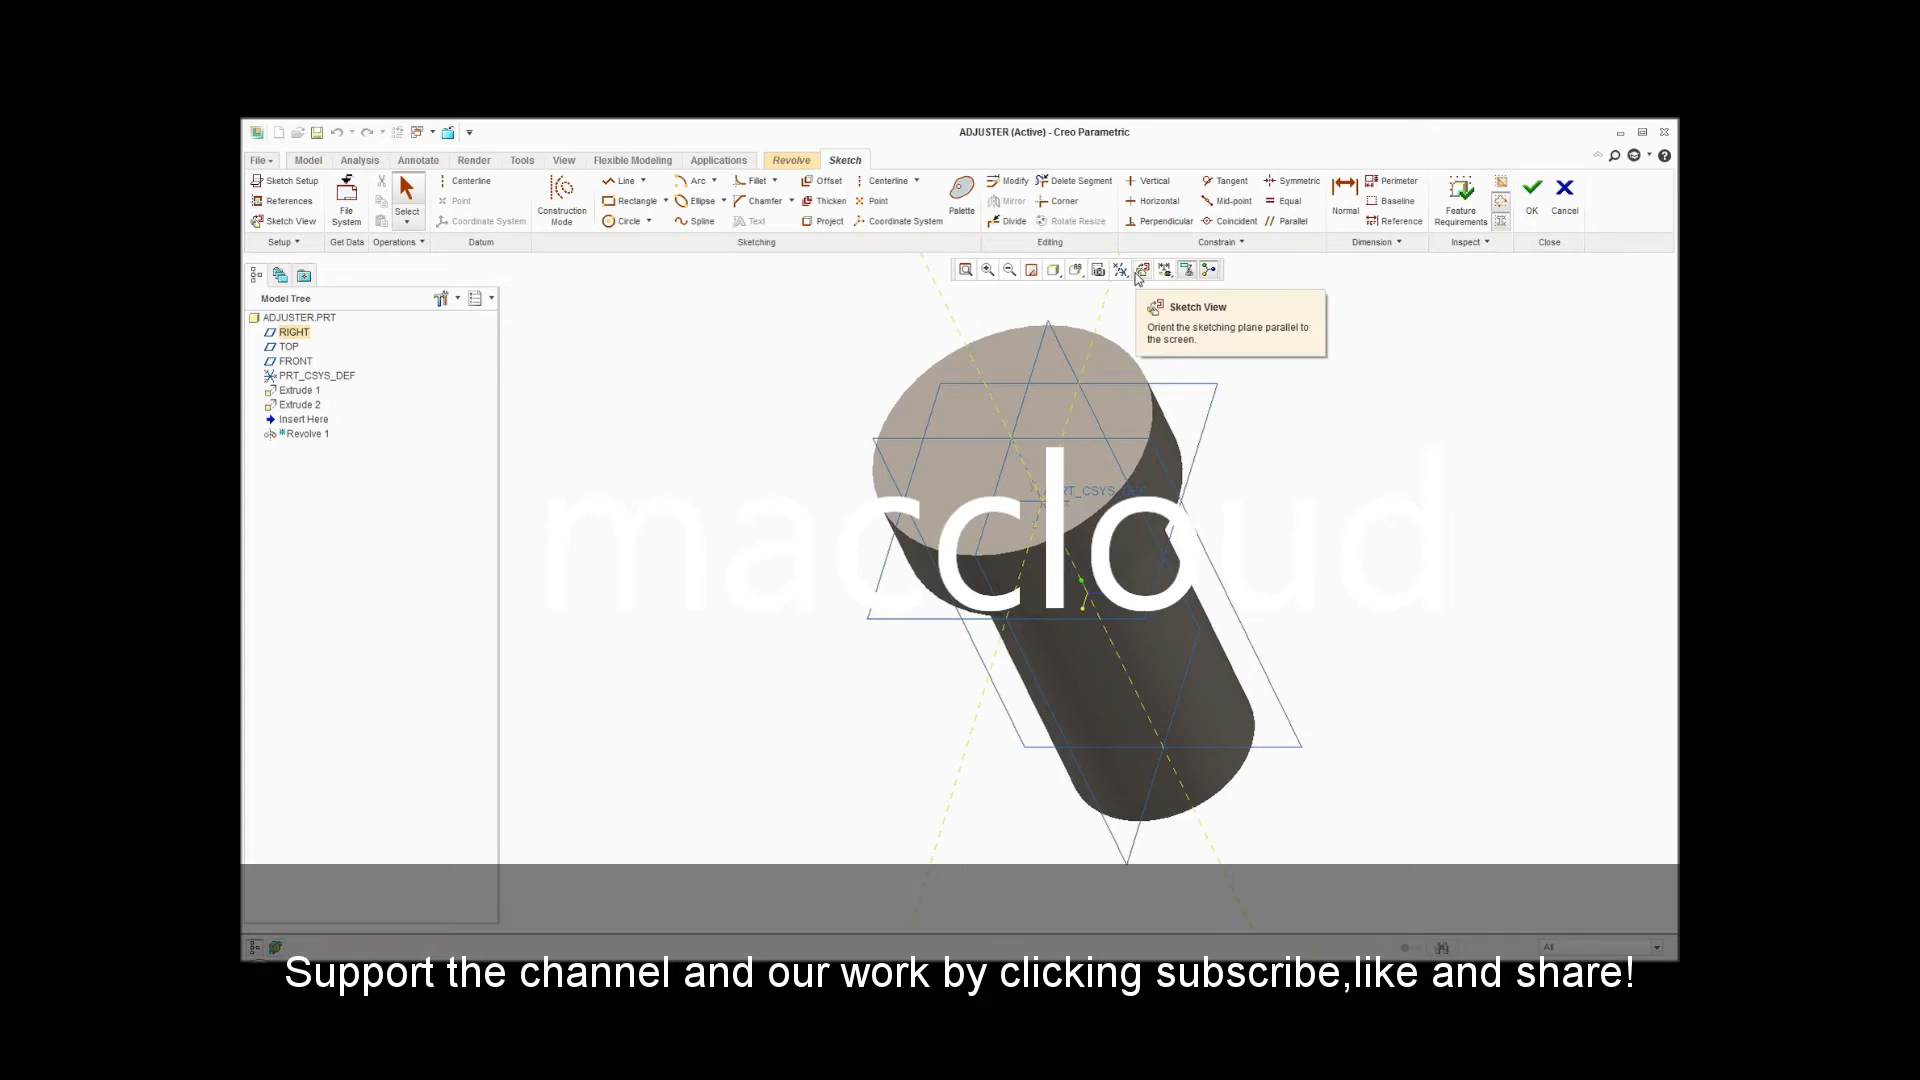 ADJUSTER (Active) - Creo Parametric
File Model Analysis Annotate Render Tools View Flexible Modeling Applications Revolve Sketch
Sketch Setup Centerline Line Arc Fillet Offset Centerline Modify Delete Segment Vertical Tangent Symmetric Perimeter
References Point Rectangle Ellipse Chamfer Thicken Point Mirror Corner Horizontal Mid-point Equal Baseline
Sketch View Coordinate System Circle Spline Text Project Coordinate System Divide Rotate Resize Perpendicular Coincident Parallel Reference
File System
Select
Construction Mode
Palette
Normal
Feature Requirements
OK
Cancel
Setup Get Data Operations Datum Sketching Editing Constrain Dimension Inspect Close
Model Tree
ADJUSTER.PRT
RIGHT
TOP
FRONT
PRT_CSYS_DEF
Extrude 1
Extrude 2
Insert Here
Revolve 1
Sketch View
Orient the sketching plane parallel to
the screen.
PRT_CSYS_DEF
maccloud
All
Support the channel and our work by clicking subscribe,like and share!